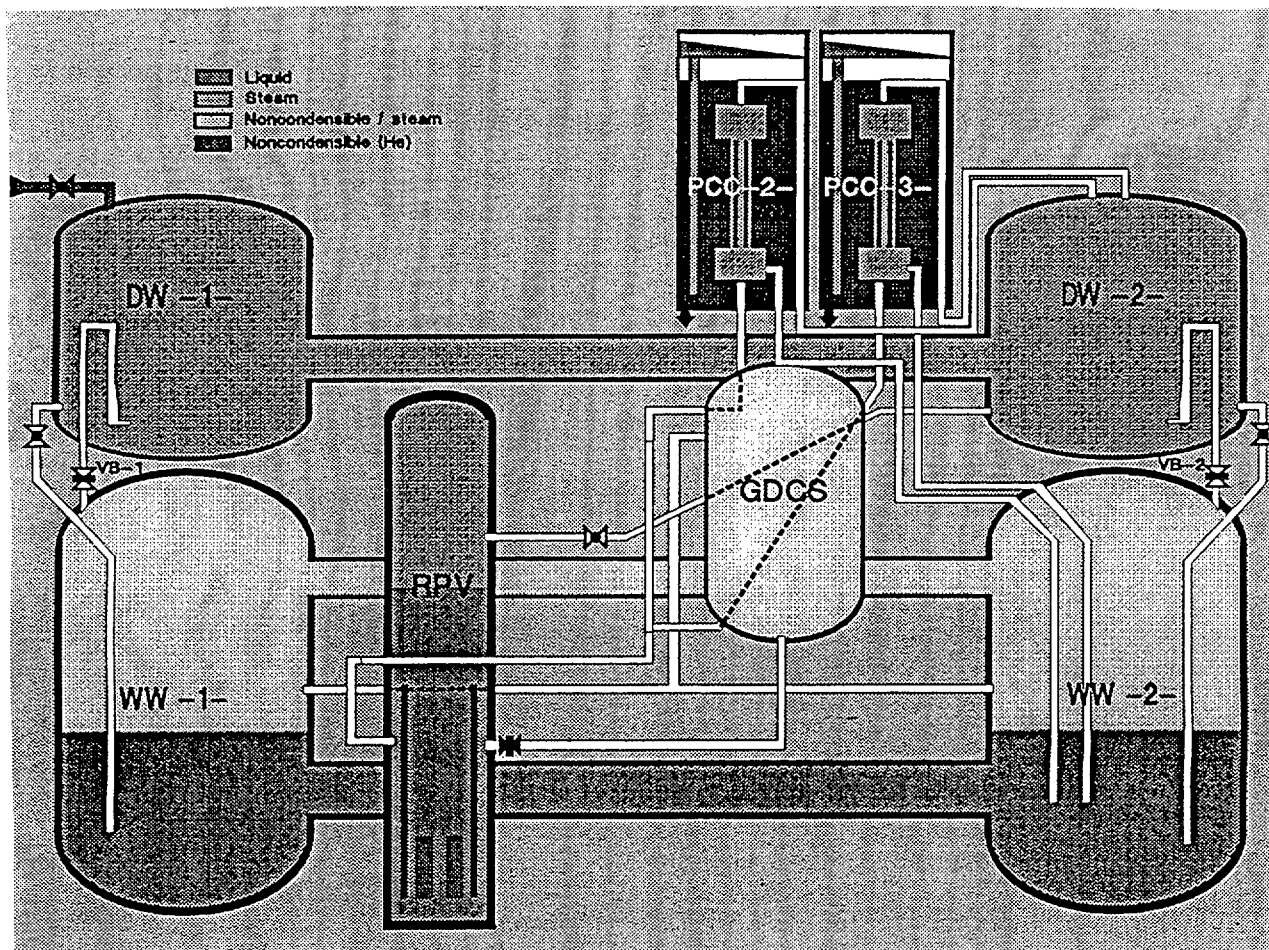 Liquid
Steam
Noncondensible / steam
Noncondensible (He)
PCC -2-
PCC -3-
DW -1-
DW -2-
VB-1
VB-2
GDCS
RPV
WW -1-
WW -2-